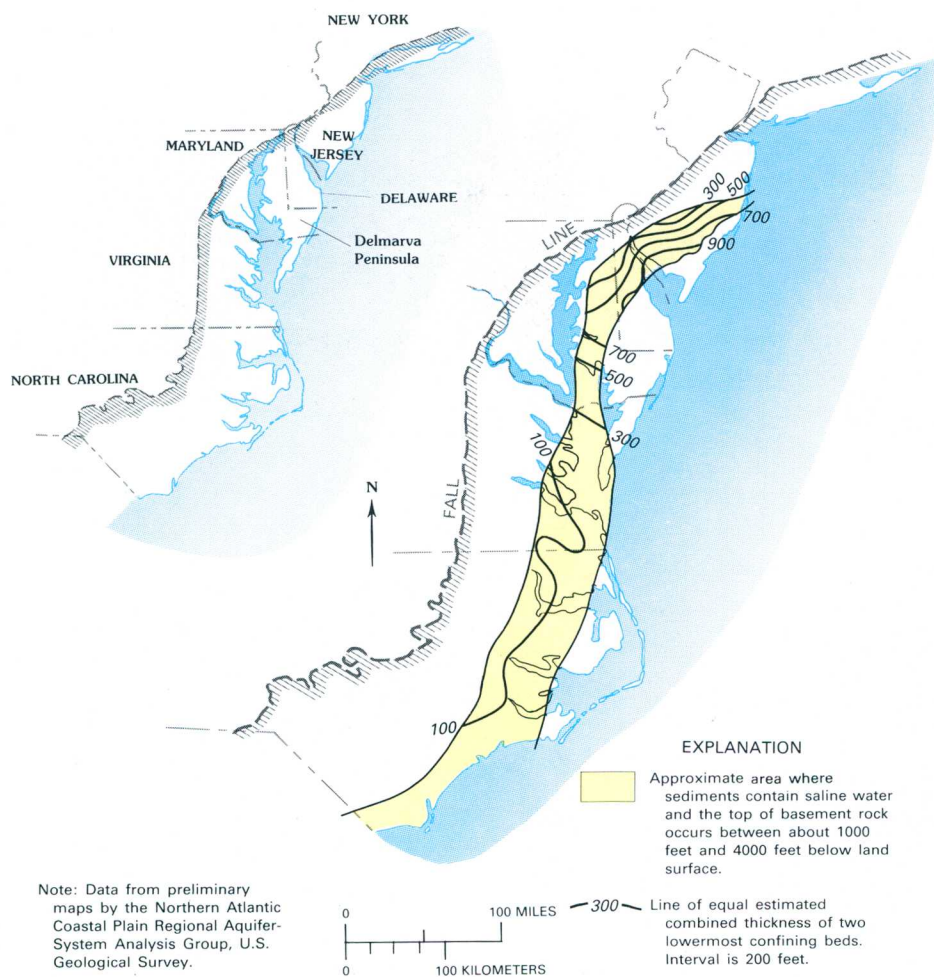 NEW YORK
MARYLAND
NEW
JERSEY
DELAWARE
Delmarva
Peninsula
VIRGINIA
NORTH CAROLINA
N
FALL
LINE
300
500
700
900
700
500
300
100
100
EXPLANATION
Approximate area where
sediments contain saline water
and the top of basement rock
occurs between about 1000
feet and 4000 feet below land
surface.
300
Line of equal estimated
combined thickness of two
lowermost confining beds.
Interval is 200 feet.
Note: Data from preliminary
maps by the Northern Atlantic
Coastal Plain Regional Aquifer-
System Analysis Group, U.S.
Geological Survey.
0
100 MILES
0
100 KILOMETERS